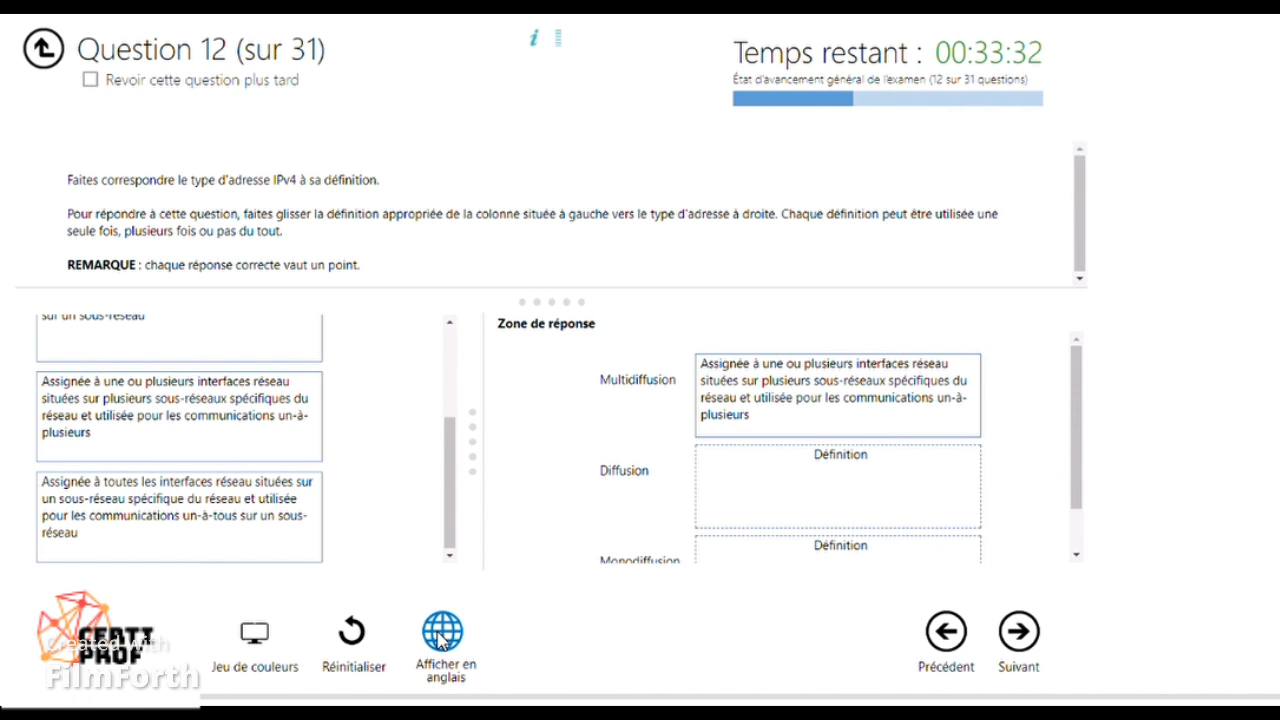 Question 12 (sur 31)
Revoir cette question plus tard
i
Temps restant : 00:33:32
État d'avancement général de l'examen (12 sur 31 questions)
Faites correspondre le type d'adresse IPv4 à sa définition.
Pour répondre à cette question, faites glisser la définition appropriée de la colonne située à gauche vers le type d'adresse à droite. Chaque définition peut être utilisée une
seule fois, plusieurs fois ou pas du tout.
REMARQUE : chaque réponse correcte vaut un point.
sur un sous-réseau
Assignée à une ou plusieurs interfaces réseau
situées sur plusieurs sous-réseaux spécifiques du
réseau et utilisée pour les communications un-à-
plusieurs
Assignée à toutes les interfaces réseau situées sur
un sous-réseau spécifique du réseau et utilisée
pour les communications un-à-tous sur un sous-
réseau
Zone de réponse
Multidiffusion
Assignée à une ou plusieurs interfaces réseau
situées sur plusieurs sous-réseaux spécifiques du
réseau et utilisée pour les communications un-à-
plusieurs
Diffusion
Définition
Monodiffusion
Définition
CERTI
PROF
Created with
FilmForth
Jeu de couleurs
Réinitialiser
Afficher en
anglais
Précédent
Suivant